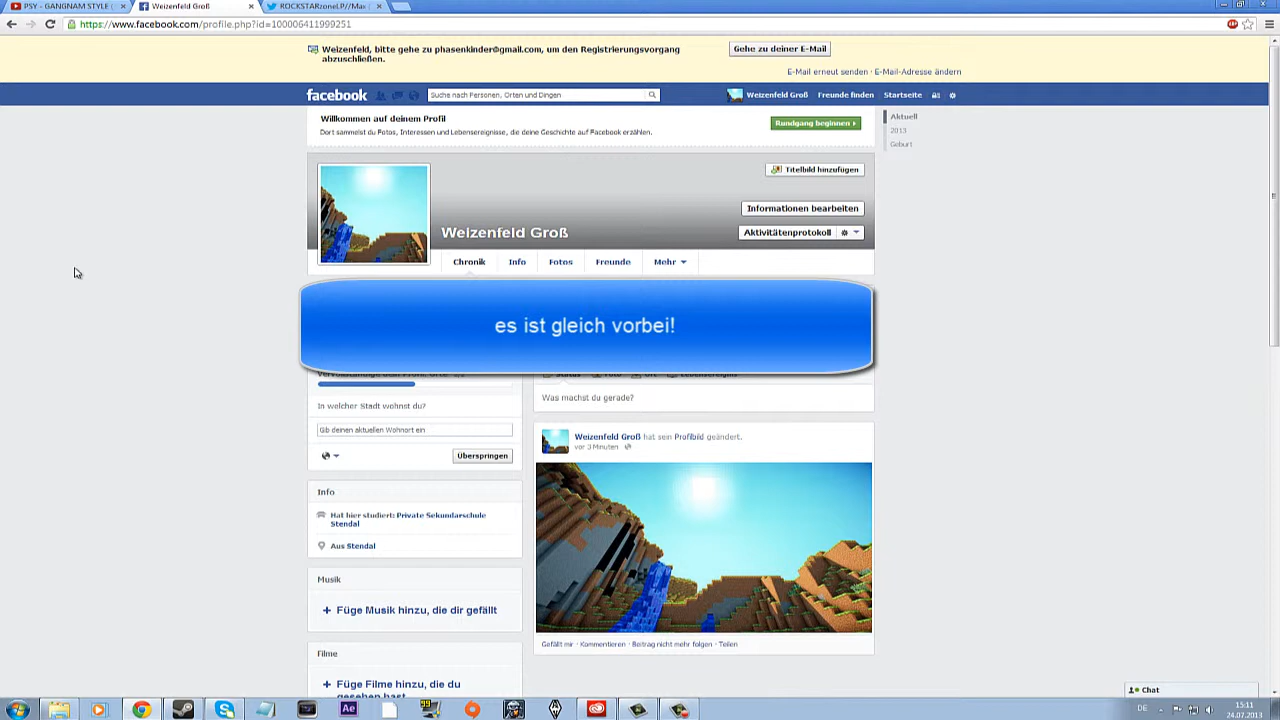 PSY - GANGNAM STYLE (
Weizenfeld Groß
ROCKSTARzoneLP//Max (
https://www.facebook.com/profile.php?id=100006411999251
Weizenfeld, bitte gehe zu phasenkinder@gmail.com, um den Registrierungsvorgang
abzuschließen.
Gehe zu deiner E-Mail
E-Mail erneut senden · E-Mail-Adresse ändern
facebook
Suche nach Personen, Orten und Dingen
Weizenfeld Groß
Freunde finden
Startseite
Willkommen auf deinem Profil
Dort sammelst du Fotos, Interessen und Lebensereignisse, die deine Geschichte auf Facebook erzählen.
Rundgang beginnen
Aktuell
2013
Geburt
Titelbild hinzufügen
Informationen bearbeiten
Weizenfeld Groß
Aktivitätenprotokoll
Chronik
Info
Fotos
Freunde
Mehr
es ist gleich vorbei!
In welcher Stadt wohnst du?
Gib deinen aktuellen Wohnort ein
Überspringen
Was machst du gerade?
Weizenfeld Groß hat sein Profilbild geändert.
vor 3 Minuten
Info
Hat hier studiert: Private Sekundarschule
Stendal
Aus Stendal
Musik
+ Füge Musik hinzu, die dir gefällt
Filme
+ Füge Filme hinzu, die du
gesehen hast
Gefällt mir · Kommentieren · Beitrag nicht mehr folgen · Teilen
Chat
Ae
DE
15:11
24.07.2013